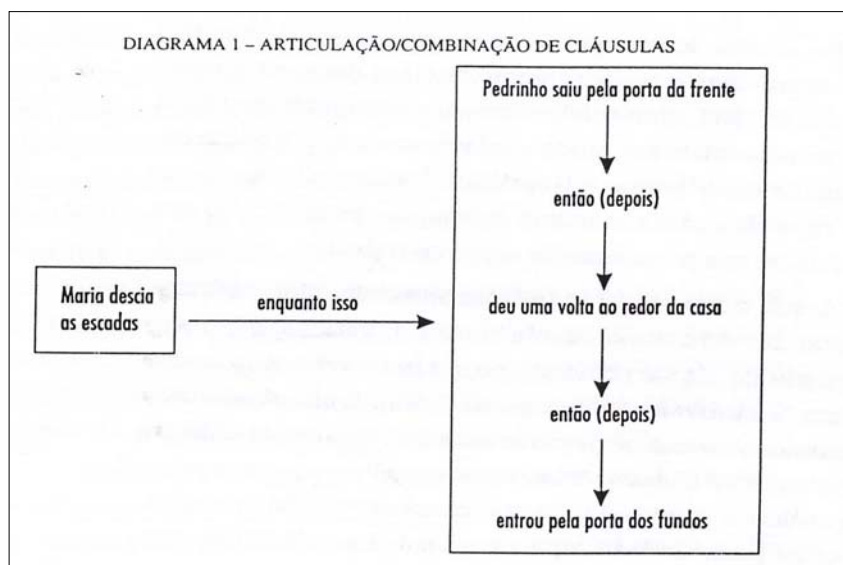 DIAGRAMA 1 – ARTICULAÇÃO/COMBINAÇÃO DE CLÁUSULAS
Pedrinho saiu pela porta da frente
então (depois)
Maria descia
as escadas
enquanto isso
deu uma volta ao redor da casa
então (depois)
entrou pela porta dos fundos